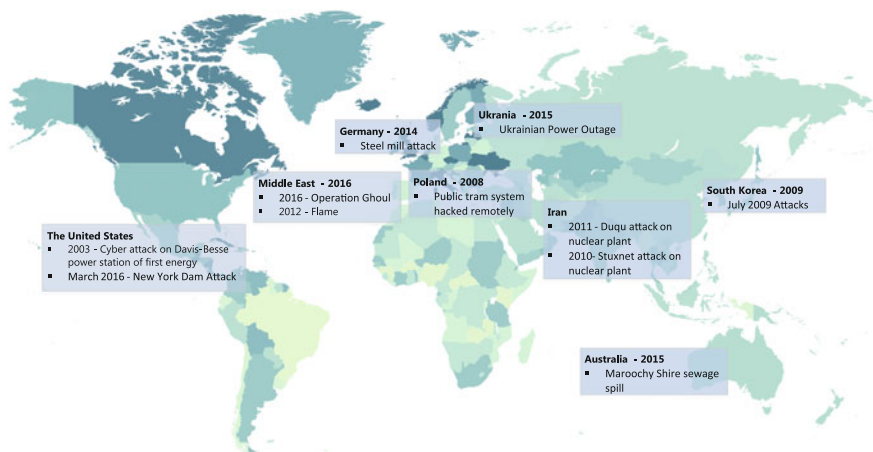 Ukrania - 2015
▪ Ukrainian Power Outage
Germany - 2014
▪ Steel mill attack
Middle East - 2016
▪ 2016 - Operation Ghoul
▪ 2012 - Flame
Poland - 2008
▪ Public tram system
hacked remotely
South Korea - 2009
▪ July 2009 Attacks
Iran
▪ 2011 - Duqu attack on
nuclear plant
▪ 2010- Stuxnet attack on
nuclear plant
The United States
▪ 2003 - Cyber attack on Davis-Besse
power station of first energy
▪ March 2016 - New York Dam Attack
Australia - 2015
▪ Maroochy Shire sewage
spill